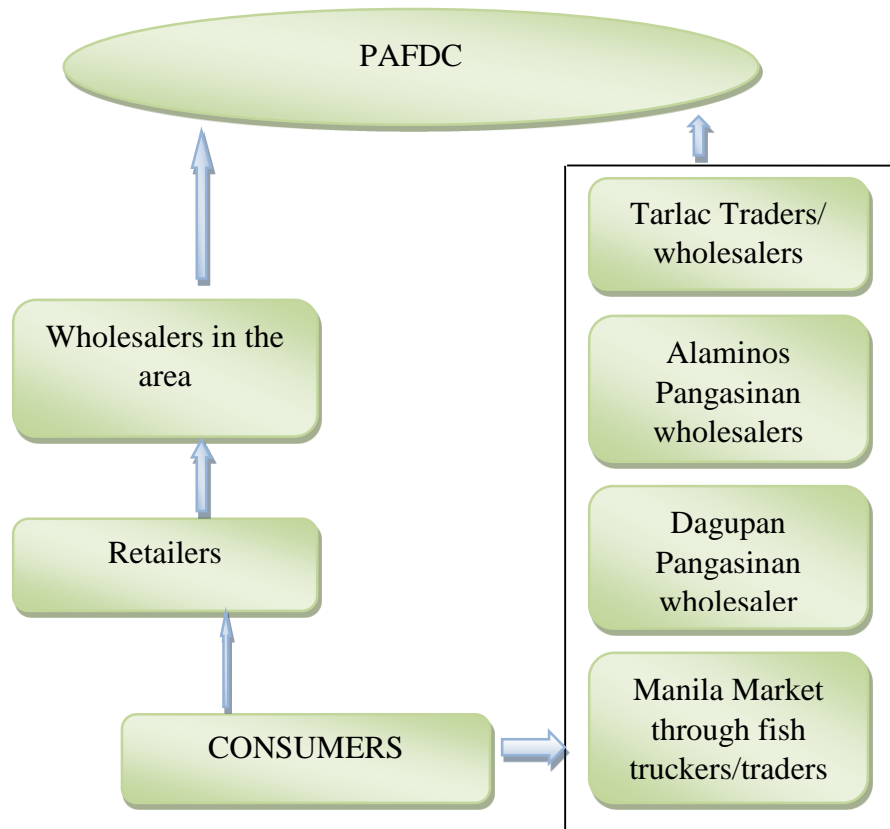 PAFDC
Tarlac Traders/
wholesalers
Wholesalers in the
area
Alaminos
Pangasinan
wholesalers
Retailers
Dagupan
Pangasinan
wholesaler
CONSUMERS
Manila Market
through fish
truckers/traders